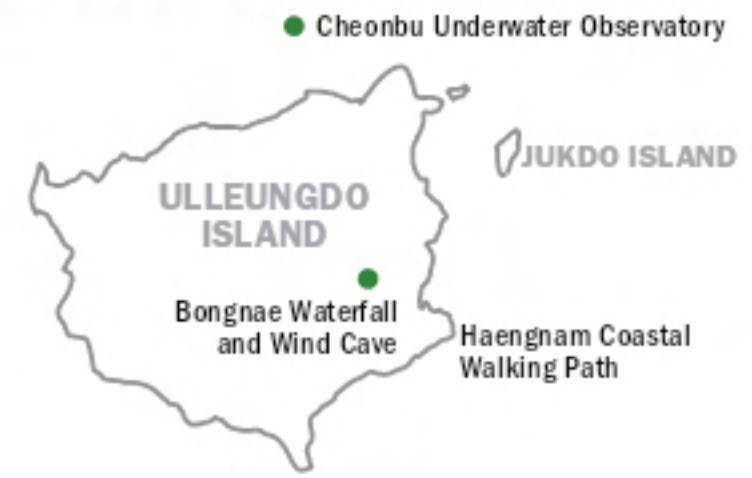 Cheonbu Underwater Observatory
JUKDO ISLAND
ULLEUNGDO
ISLAND
Bongnae Waterfall
and Wind Cave
Haengnam Coastal
Walking Path